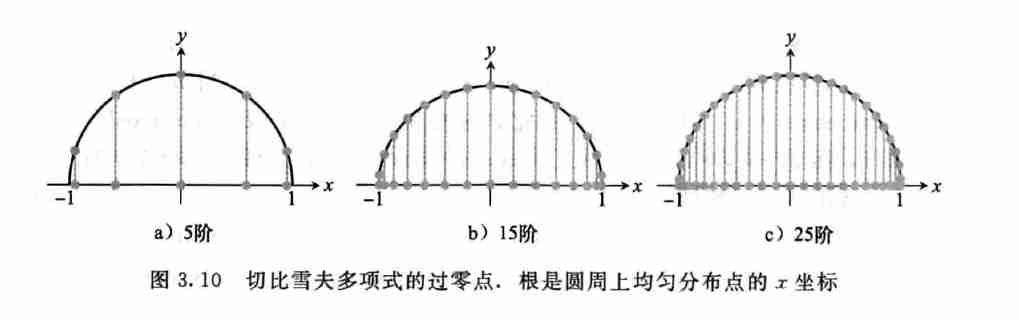 y y y
x x x
-1 1 -1 1 -1 1
a）5阶 b）15阶 c）25阶
图 3.10 切比雪夫多项式的过零点. 根是圆周上均匀分布点的 x 坐标